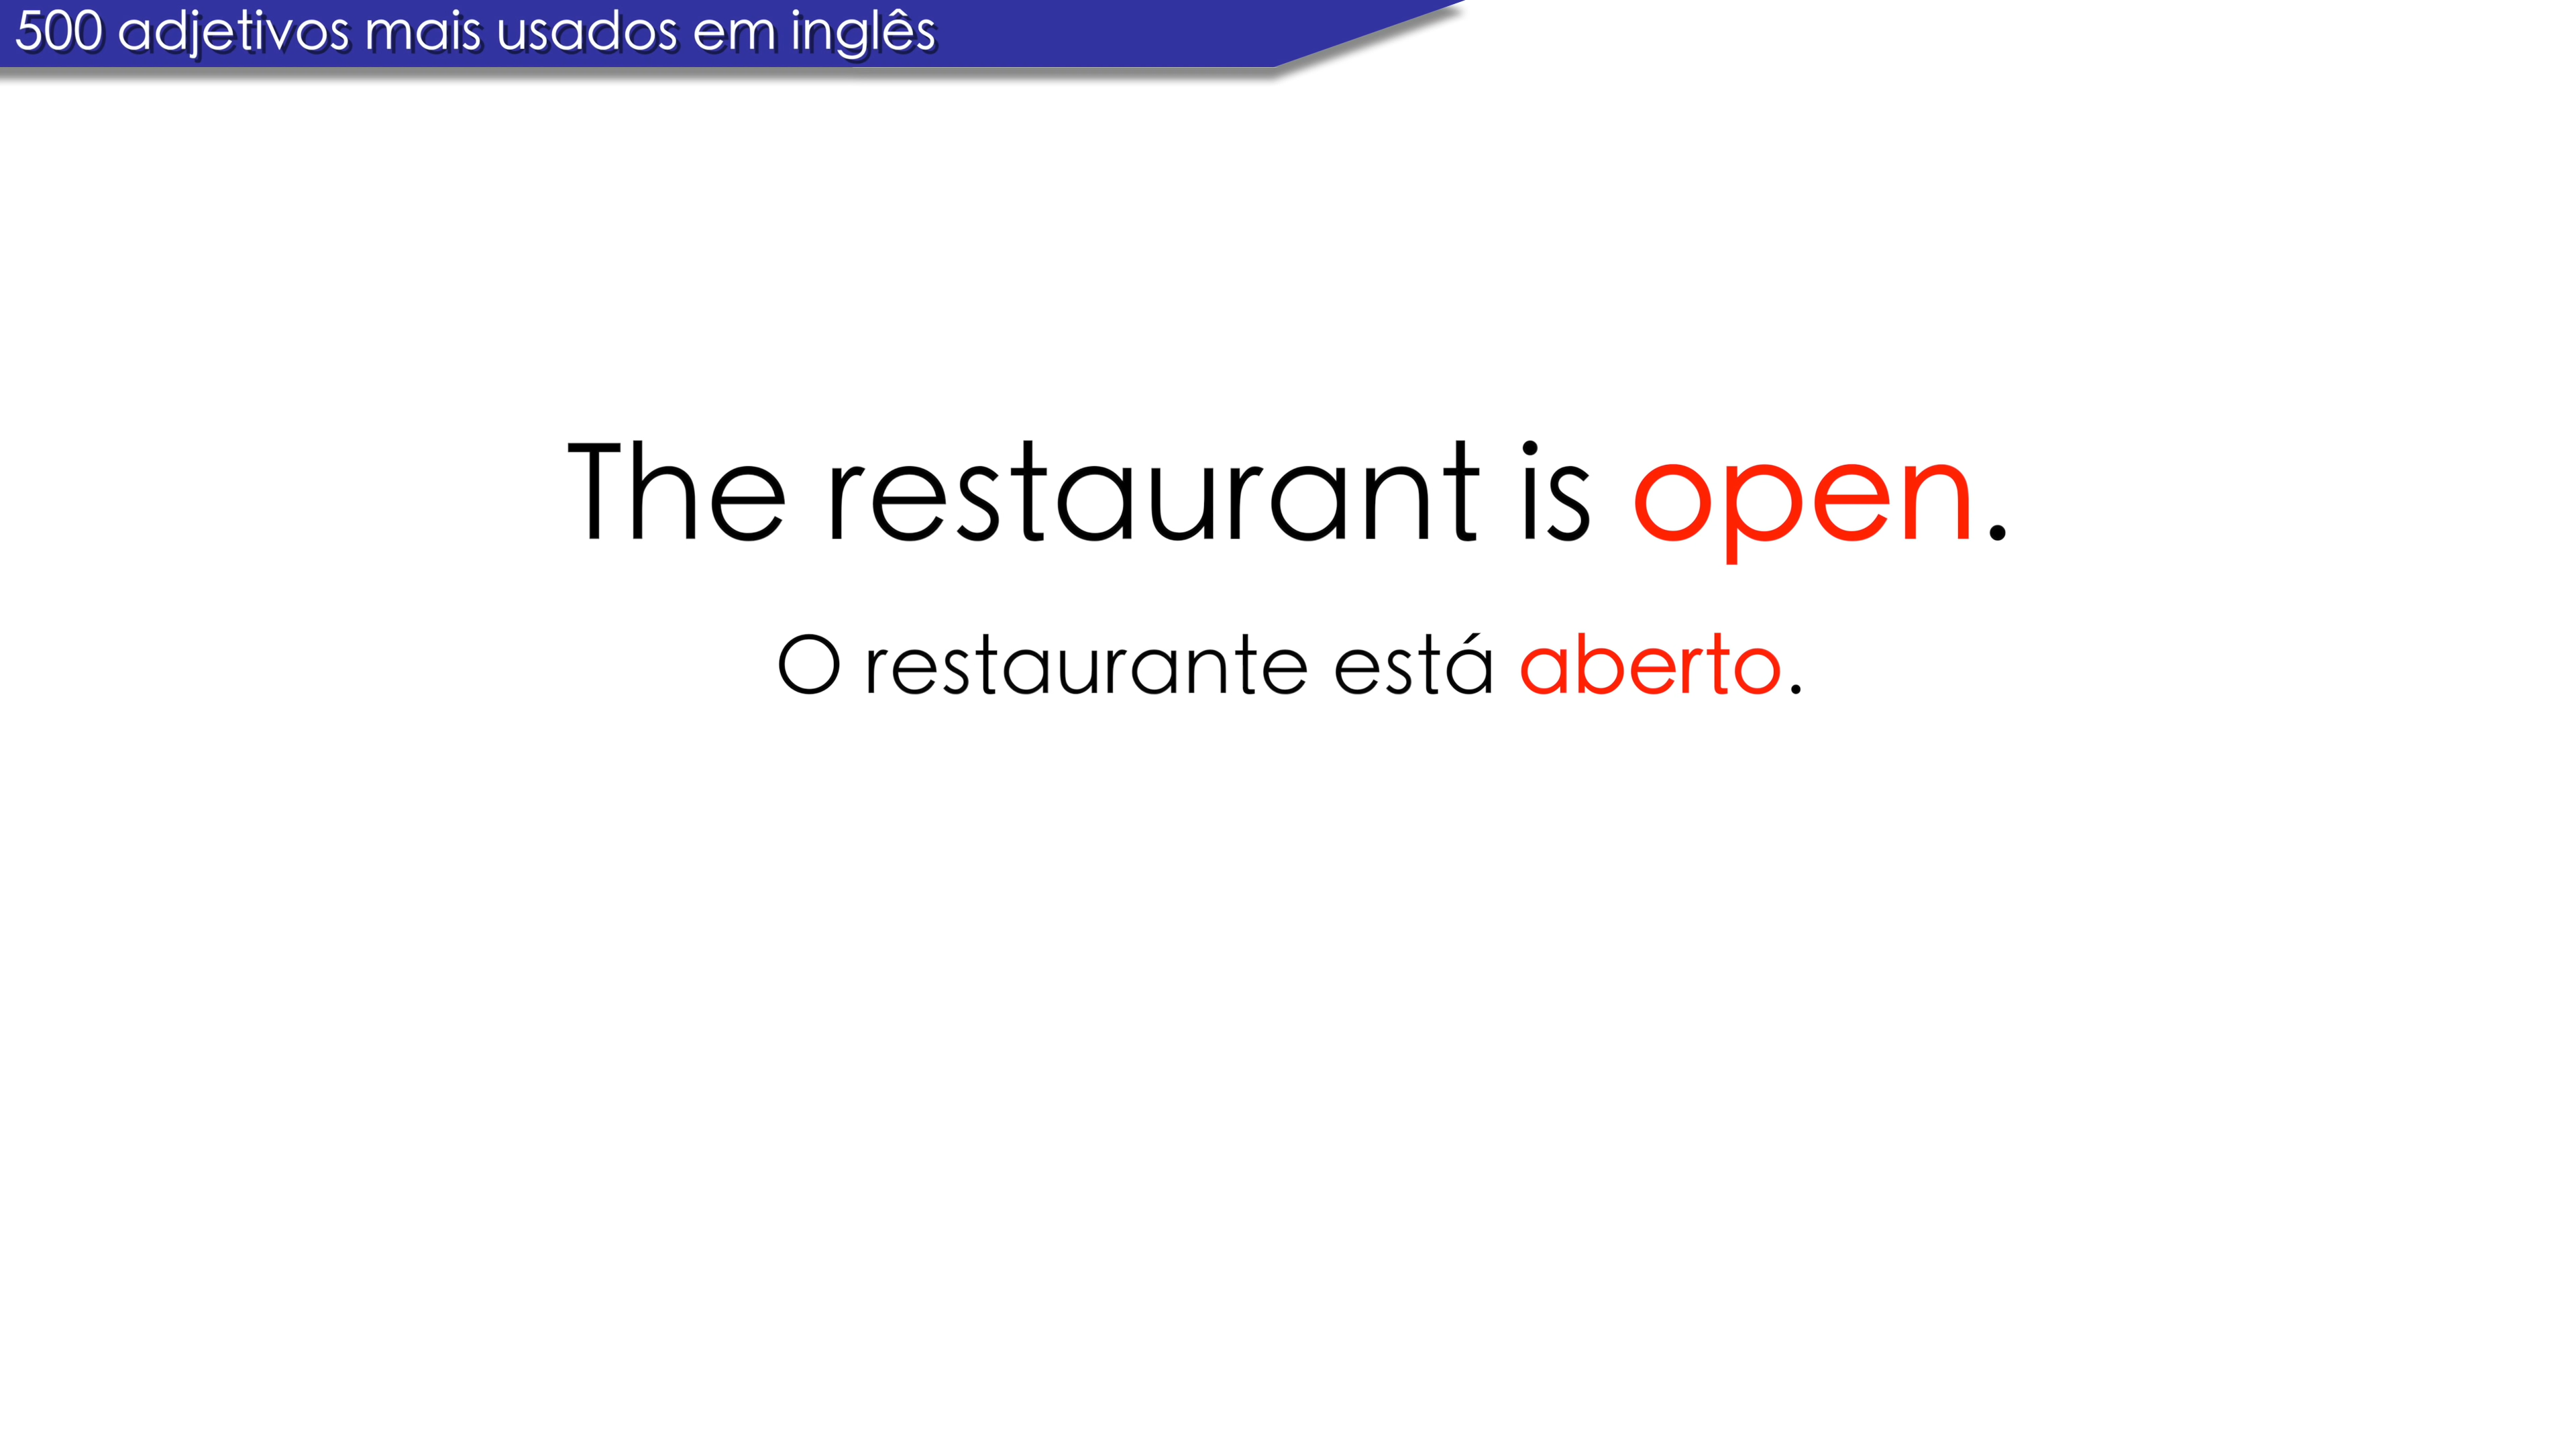 500 adjetivos mais usados em inglês
The restaurant is open.
O restaurante está aberto.